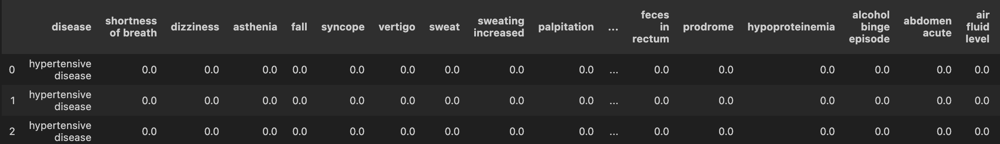 disease shortness of breath dizziness asthenia fall syncope vertigo sweat sweating increased palpitation ... feces in rectum prodrome hypoproteinemia alcohol binge episode abdomen acute air fluid level
0 hypertensive disease 0.0 0.0 0.0 0.0 0.0 0.0 0.0 0.0 0.0 ... 0.0 0.0 0.0 0.0 0.0 0.0
1 hypertensive disease 0.0 0.0 0.0 0.0 0.0 0.0 0.0 0.0 0.0 ... 0.0 0.0 0.0 0.0 0.0 0.0
2 hypertensive disease 0.0 0.0 0.0 0.0 0.0 0.0 0.0 0.0 0.0 ... 0.0 0.0 0.0 0.0 0.0 0.0